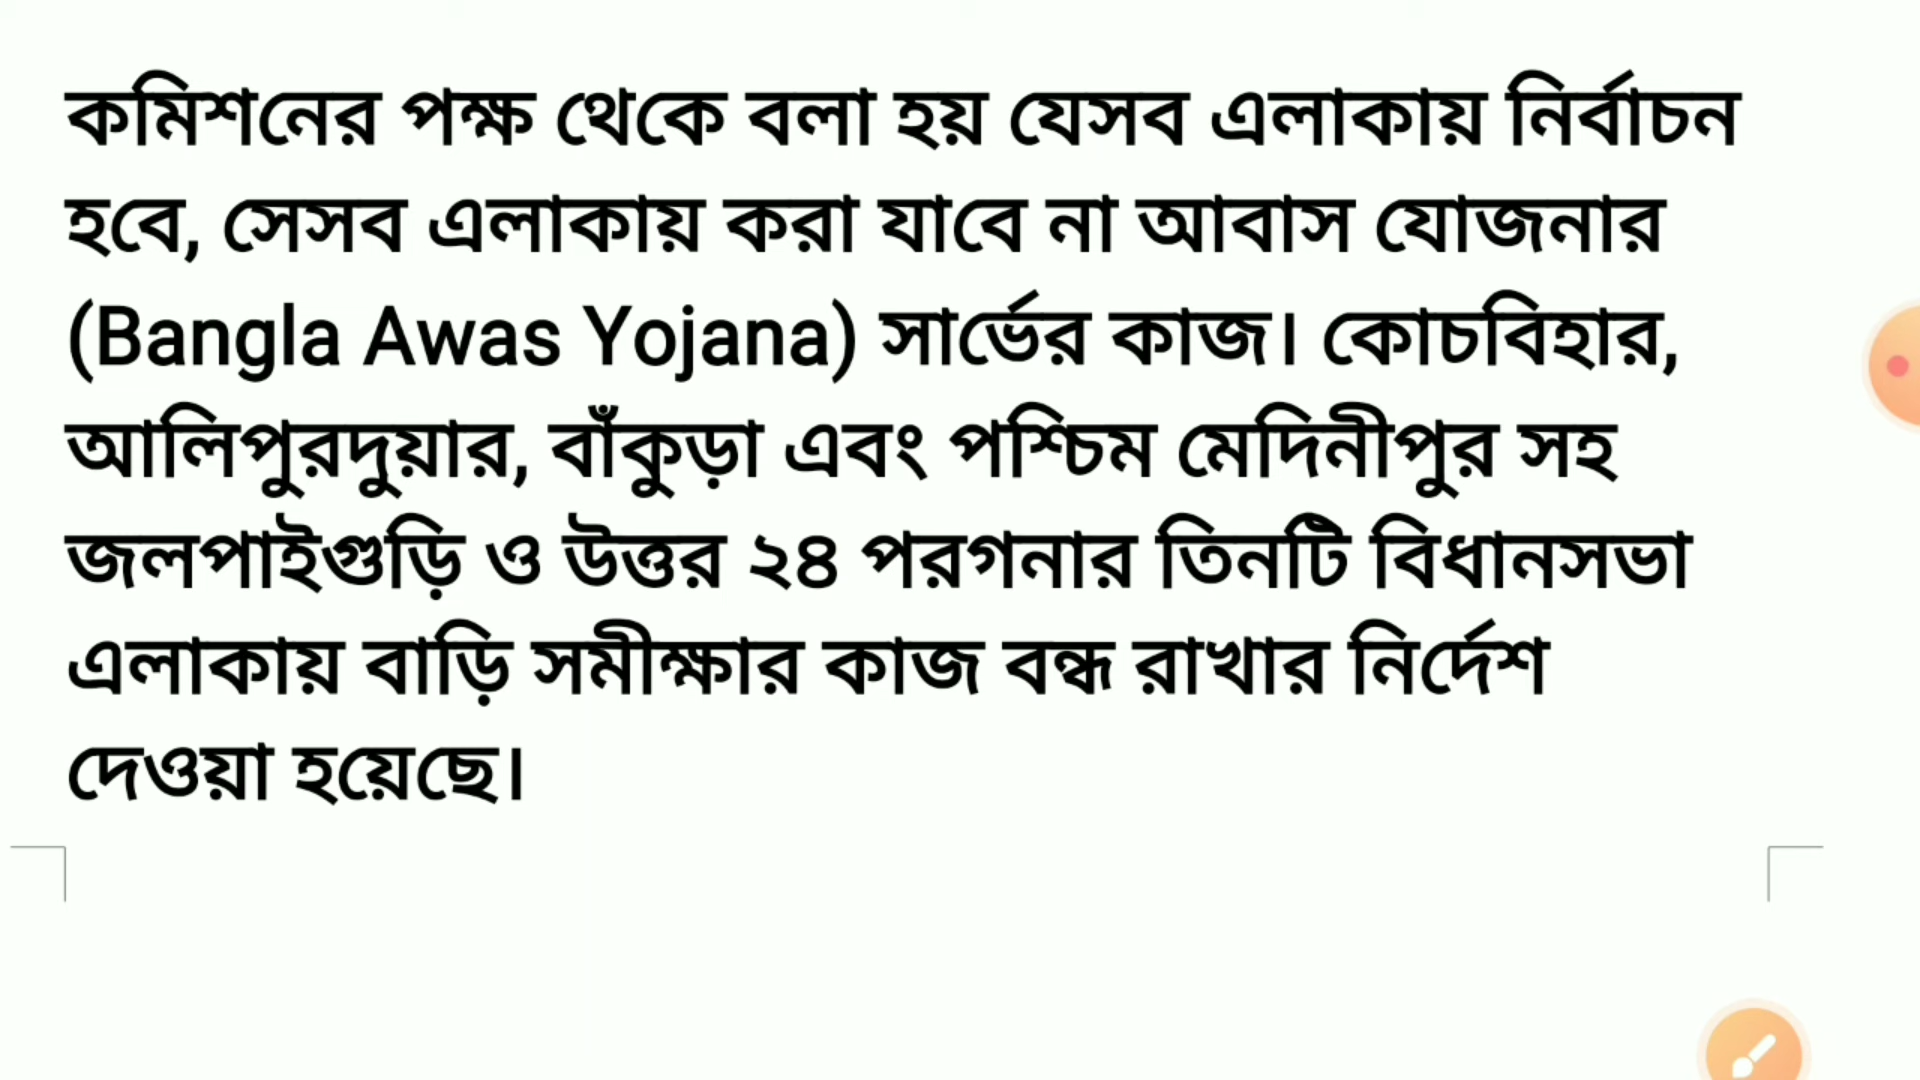 কমিশনের পক্ষ থেকে বলা হয় যেসব এলাকায় নির্বাচন
হবে, সেসব এলাকায় করা যাবে না আবাস যোজনার
(Bangla Awas Yojana) সার্ভের কাজ। কোচবিহার,
আলিপুরদুয়ার, বাঁকুড়া এবং পশ্চিম মেদিনীপুর সহ
জলপাইগুড়ি ও উত্তর ২৪ পরগনার তিনটি বিধানসভা
এলাকায় বাড়ি সমীক্ষার কাজ বন্ধ রাখার নির্দেশ
দেওয়া হয়েছে।